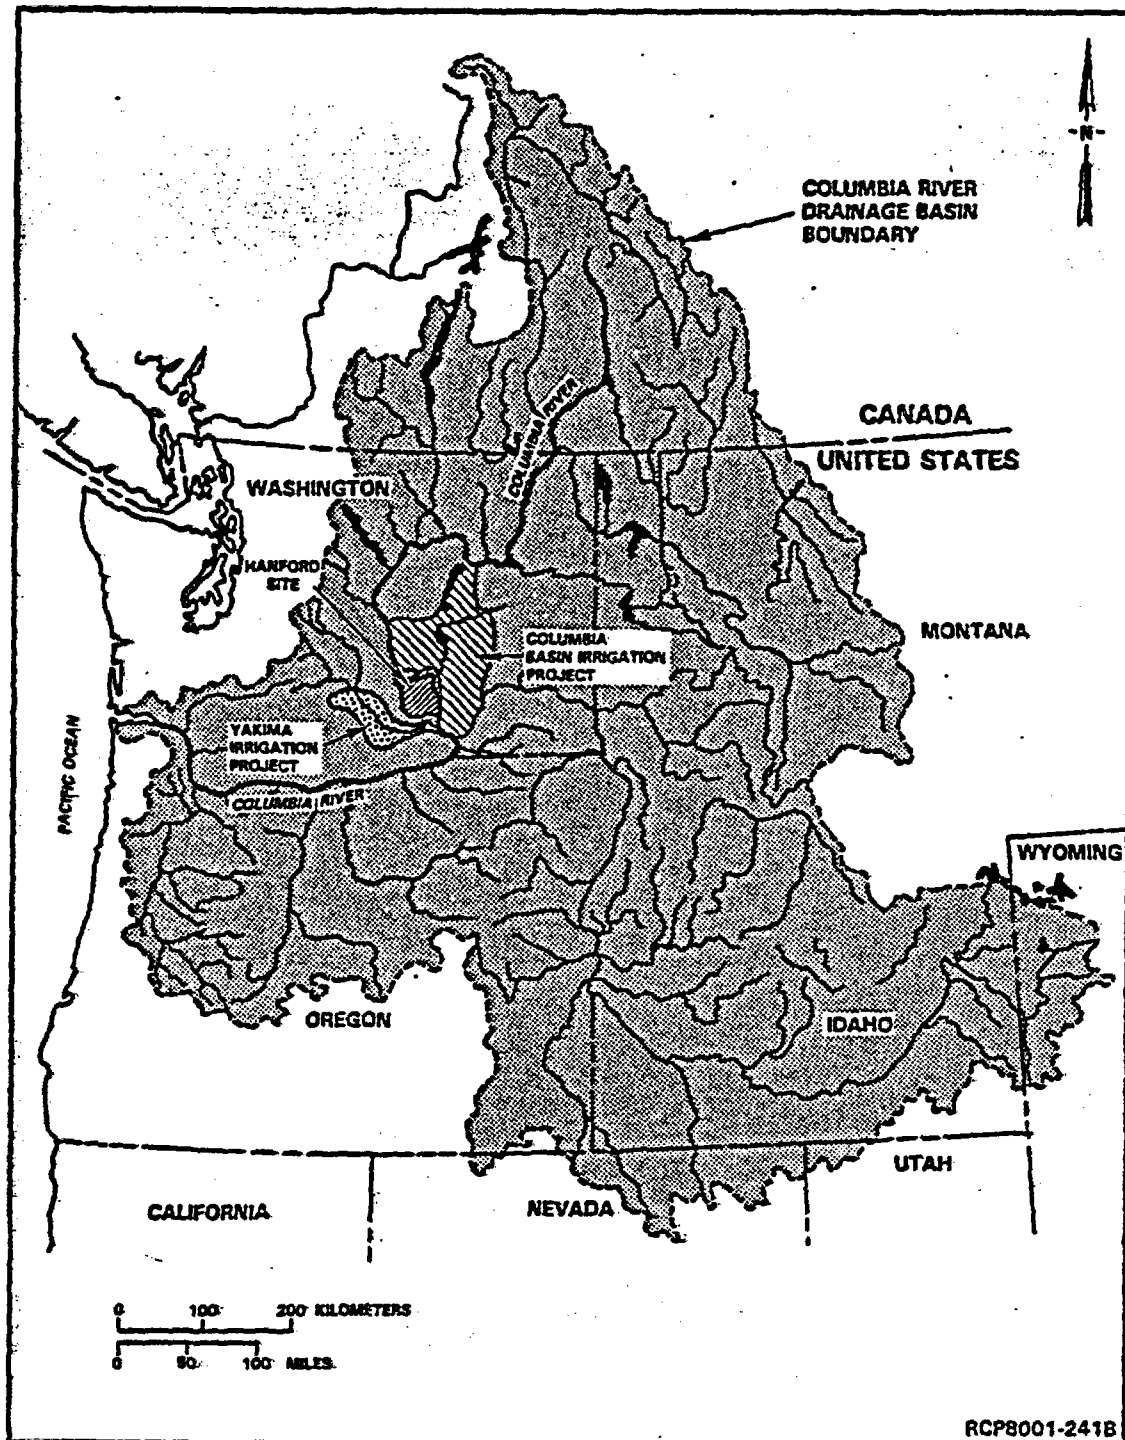 N
COLUMBIA RIVER
DRAINAGE BASIN
BOUNDARY
COLUMBIA RIVER
CANADA
UNITED STATES
WASHINGTON
HANFORD
SITE
COLUMBIA
BASIN IRRIGATION
PROJECT
MONTANA
YAKIMA
IRRIGATION
PROJECT
COLUMBIA RIVER
PACIFIC OCEAN
WYOMING
OREGON
IDAHO
UTAH
CALIFORNIA
NEVADA
0 100 200 KILOMETERS
0 50 100 MILES
RCP8001-241B